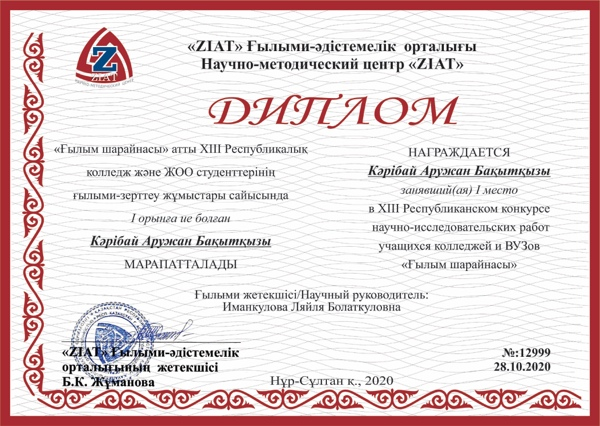 «ZIAT» Ғылыми-әдістемелік орталығы
Научно-методический центр «ZIAT»
Z
ZIAT
ДИПЛОМ
«Ғылым шарайнасы» атты XIII Республикалық
колледж және ЖОО студенттерінің
ғылыми-зерттеу жұмыстары сайысында
I орынға ие болған
Кәрібай Аружан Бақытқызы
МАРАПАТТАЛАДЫ
НАГРАЖДАЕТСЯ
Кәрібай Аружан Бақытқызы
занявший(ая) I место
в XIII Республиканском конкурсе
научно-исследовательских работ
учащихся колледжей и ВУЗов
«Ғылым шарайнасы»
Ғылыми жетекшісі/Научный руководитель:
Иманкулова Ляйля Болаткуловна
«ZIAT» Ғылыми-әдістемелік
орталығының жетекшісі
Б.К. Жұманова
Нұр-Сұлтан қ., 2020
№:12999
28.10.2020